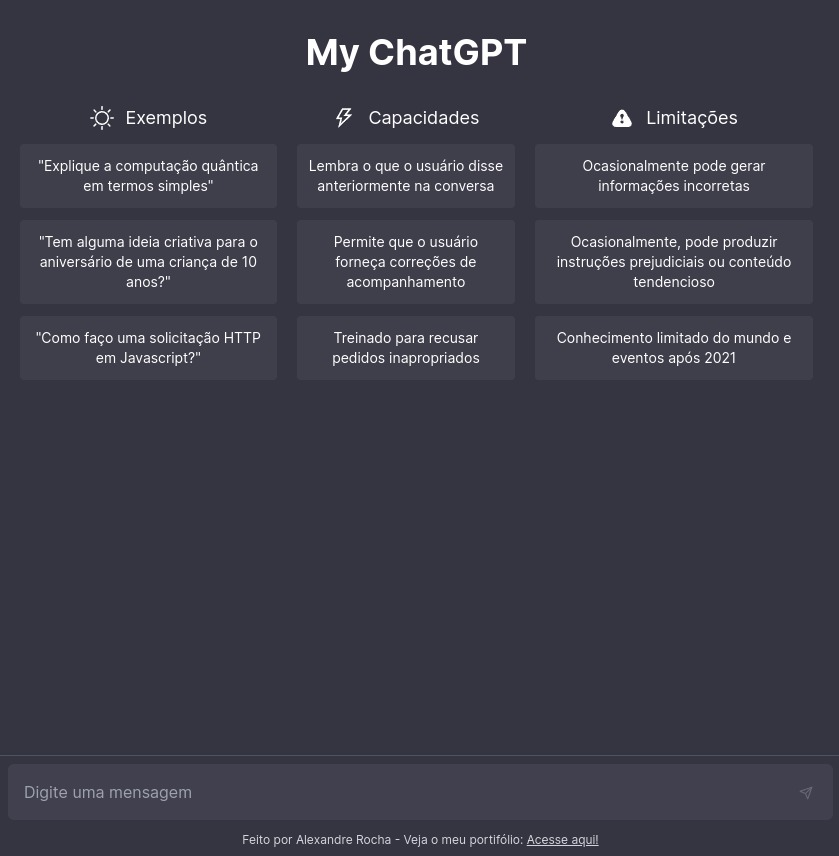 My ChatGPT
Exemplos
"Explique a computação quântica
em termos simples"
"Tem alguma ideia criativa para o
aniversário de uma criança de 10
anos?"
"Como faço uma solicitação HTTP
em Javascript?"
Capacidades
Lembra o que o usuário disse
anteriormente na conversa
Permite que o usuário
forneça correções de
acompanhamento
Treinado para recusar
pedidos inapropriados
Limitações
Ocasionalmente pode gerar
informações incorretas
Ocasionalmente, pode produzir
instruções prejudiciais ou conteúdo
tendencioso
Conhecimento limitado do mundo e
eventos após 2021
Digite uma mensagem
Feito por Alexandre Rocha - Veja o meu portifólio: Acesse aqui!